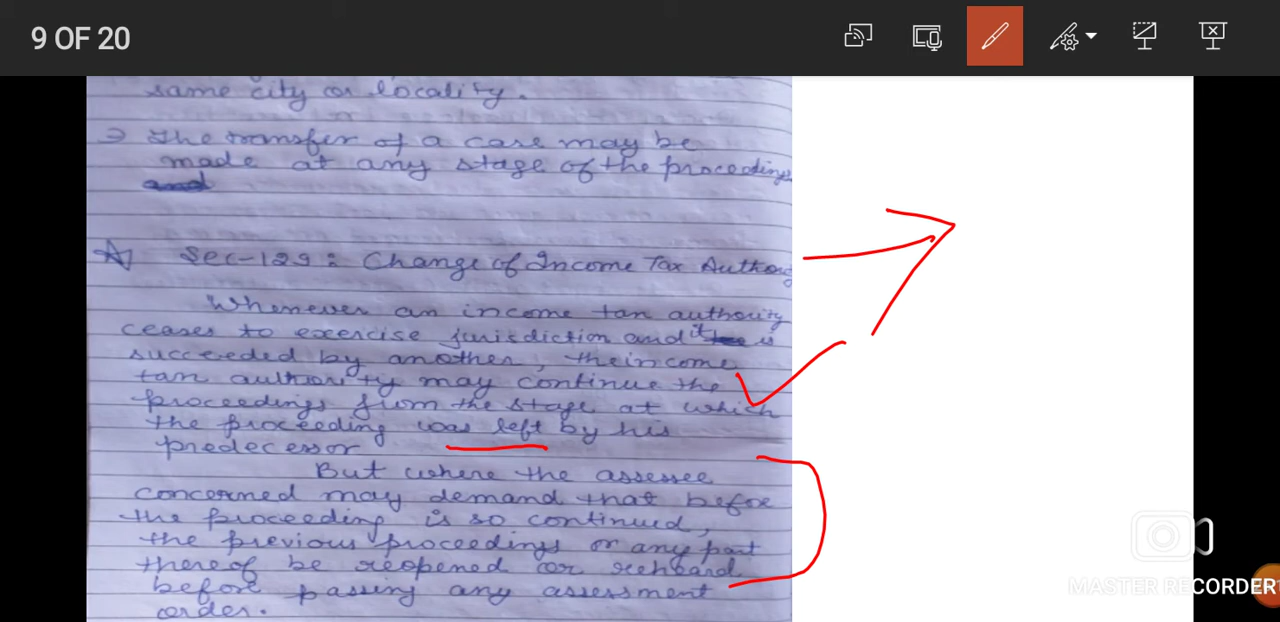 9 OF 20
same city or locality.
⇒ The transfer of a case may be
made at any stage of the proceedings
☆ Sec-129: Change of Income Tax Authority
Whenever an income tan authority
ceases to exercise jurisdiction and it is
succeeded by another, the income
tan authority may continue the
proceedings from the stage at which
the proceeding was left by his
predecessor
But where the assessee
concerned may demand that before
the proceeding is so continued,
the previous proceedings or any part
thereof be reopened or reheard
before passing any assessment
order.
MASTER RECORDER